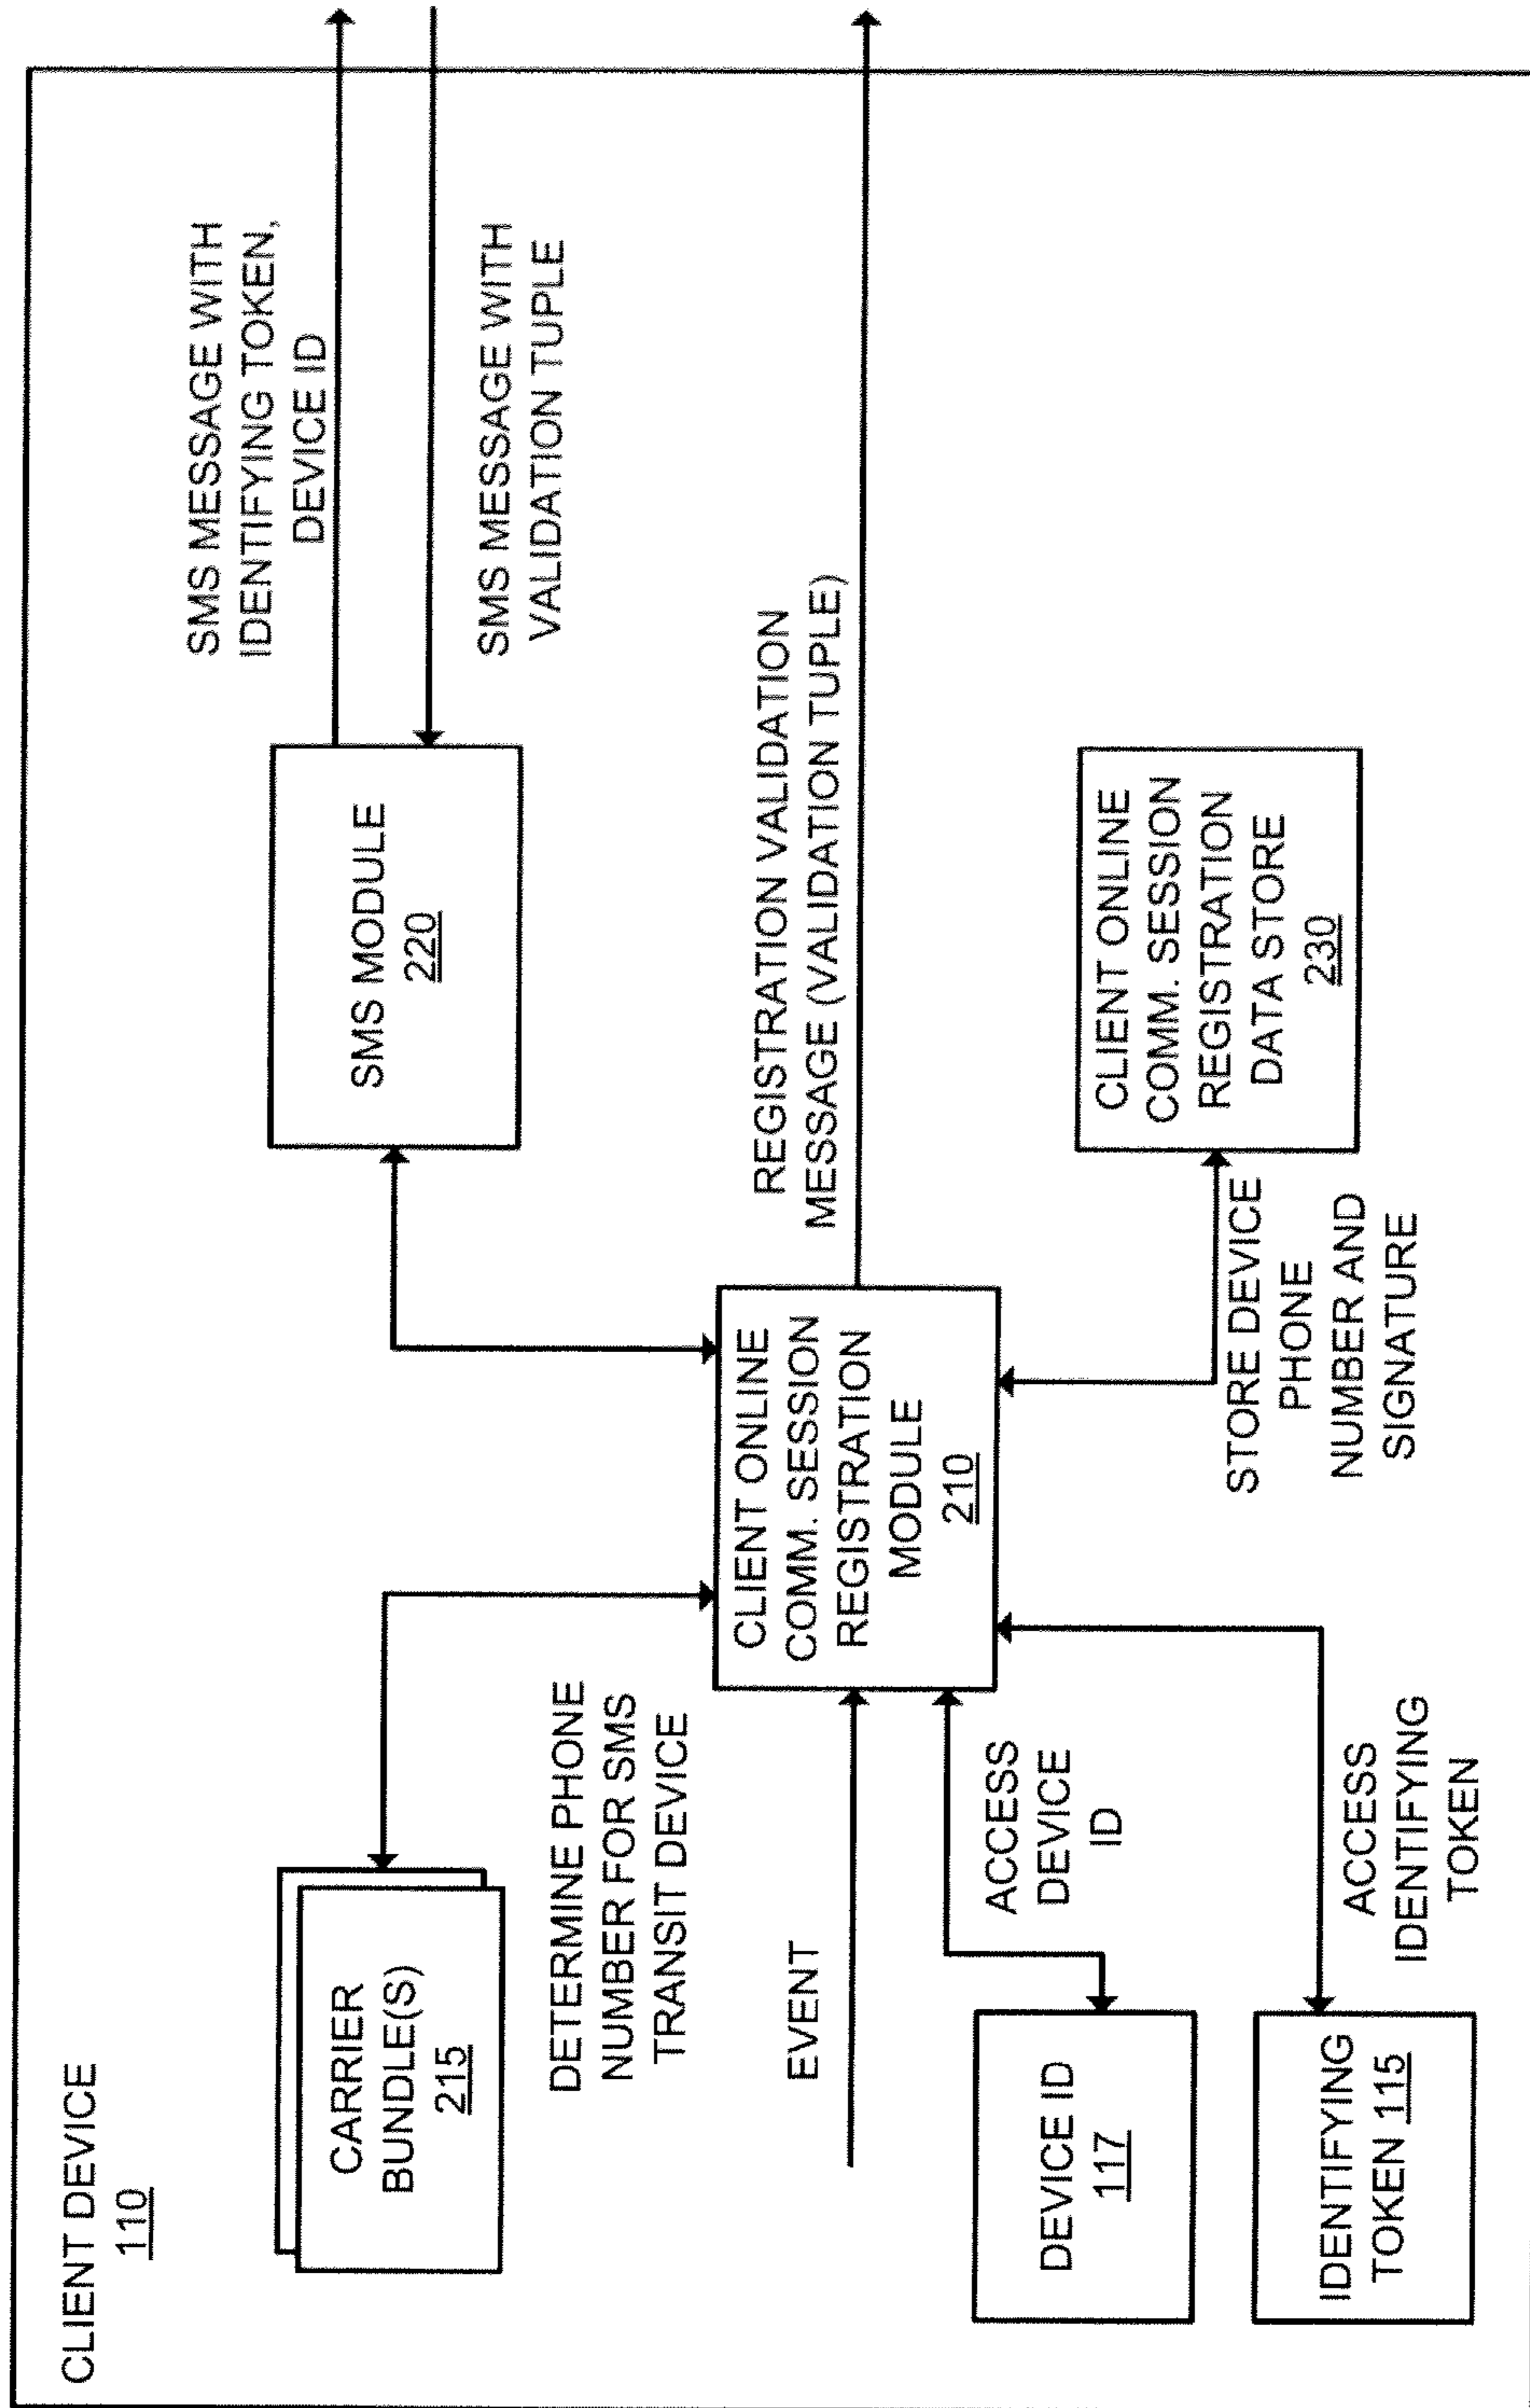 CLIENT DEVICE
110
CARRIER
BUNDLE(S)
215
DETERMINE PHONE
NUMBER FOR SMS
TRANSIT DEVICE
EVENT
DEVICE ID
117
ACCESS
DEVICE
ID
IDENTIFYING
TOKEN 115
ACCESS
IDENTIFYING
TOKEN
CLIENT ONLINE
COMM. SESSION
REGISTRATION
MODULE
210
SMS MODULE
220
SMS MESSAGE WITH
IDENTIFYING TOKEN,
DEVICE ID
SMS MESSAGE WITH
VALIDATION TUPLE
REGISTRATION VALIDATION
MESSAGE (VALIDATION TUPLE)
CLIENT ONLINE
COMM. SESSION
REGISTRATION
DATA STORE
230
STORE DEVICE
PHONE
NUMBER AND
SIGNATURE